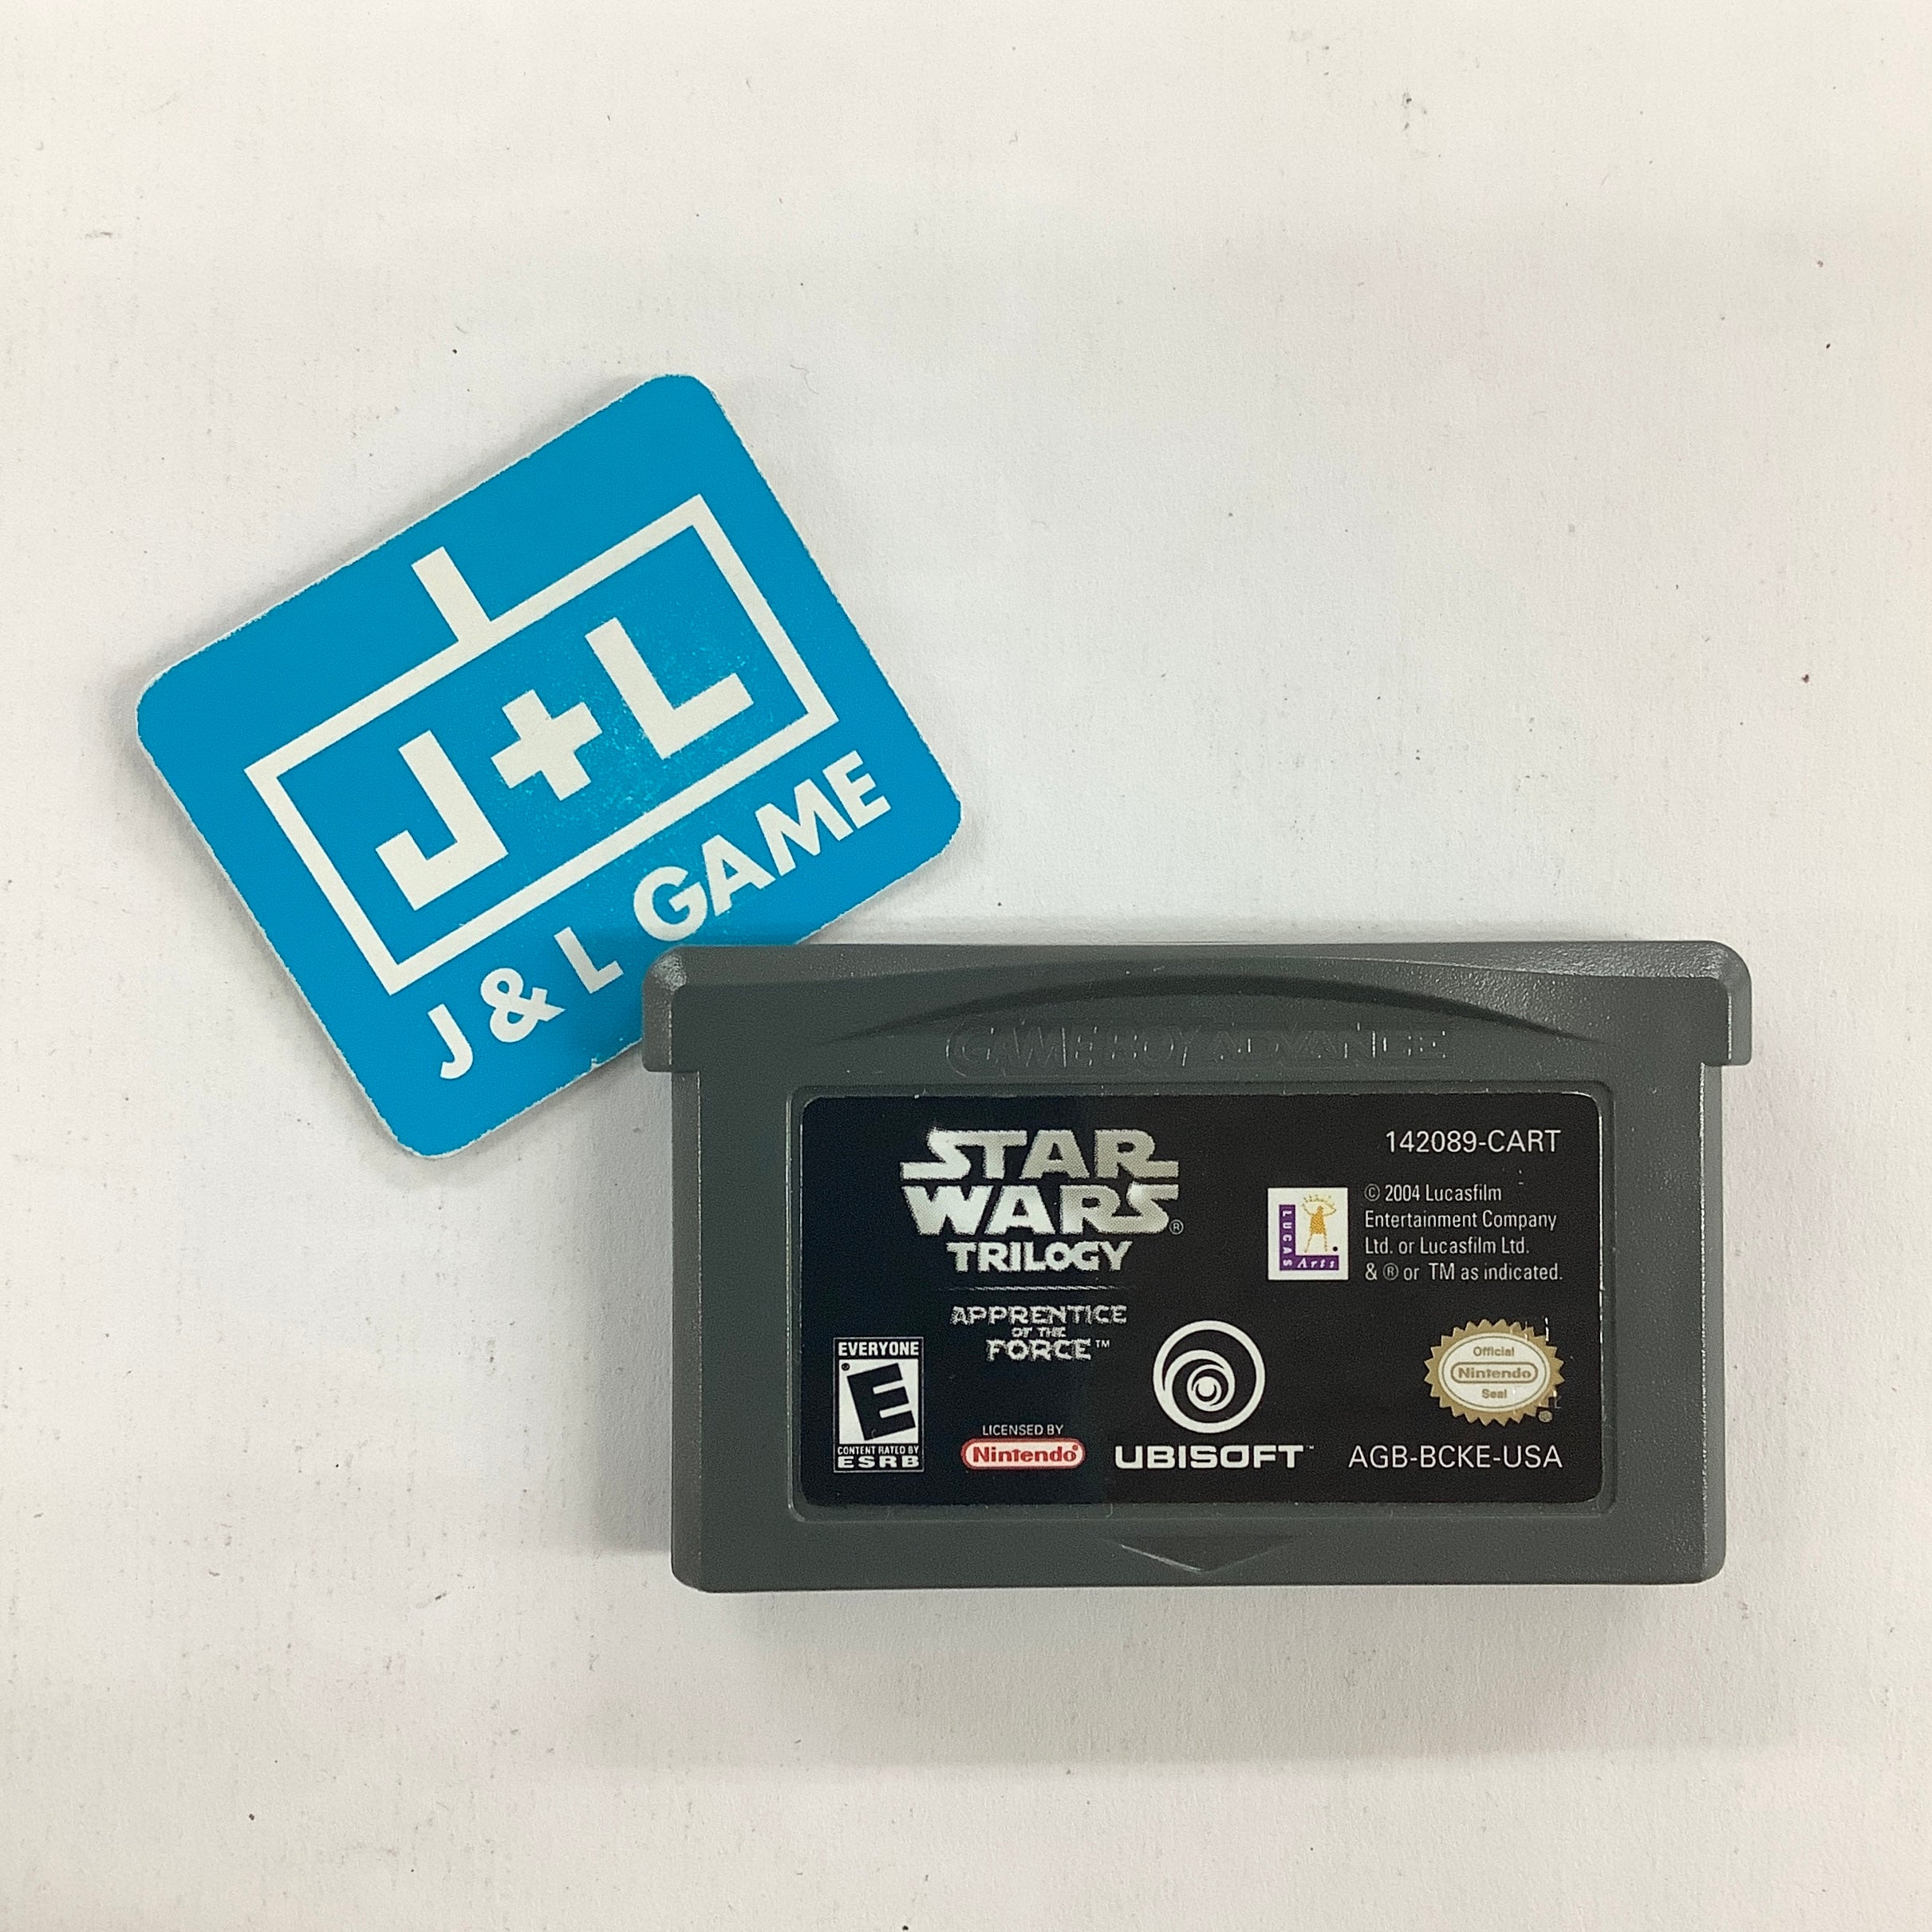 J+L
J & L GAME
GAME BOY ADVANCE
STAR
WARS®
TRILOGY
APPRENTICE
OF THE
FORCE™
142089-CART
LUCAS
Arts
© 2004 Lucasfilm
Entertainment Company
Ltd. or Lucasfilm Ltd.
& ® or TM as indicated.
EVERYONE
E
CONTENT RATED BY
ESRB
LICENSED BY
Nintendo®
UBISOFT™
Official
Nintendo
Seal
AGB-BCKE-USA